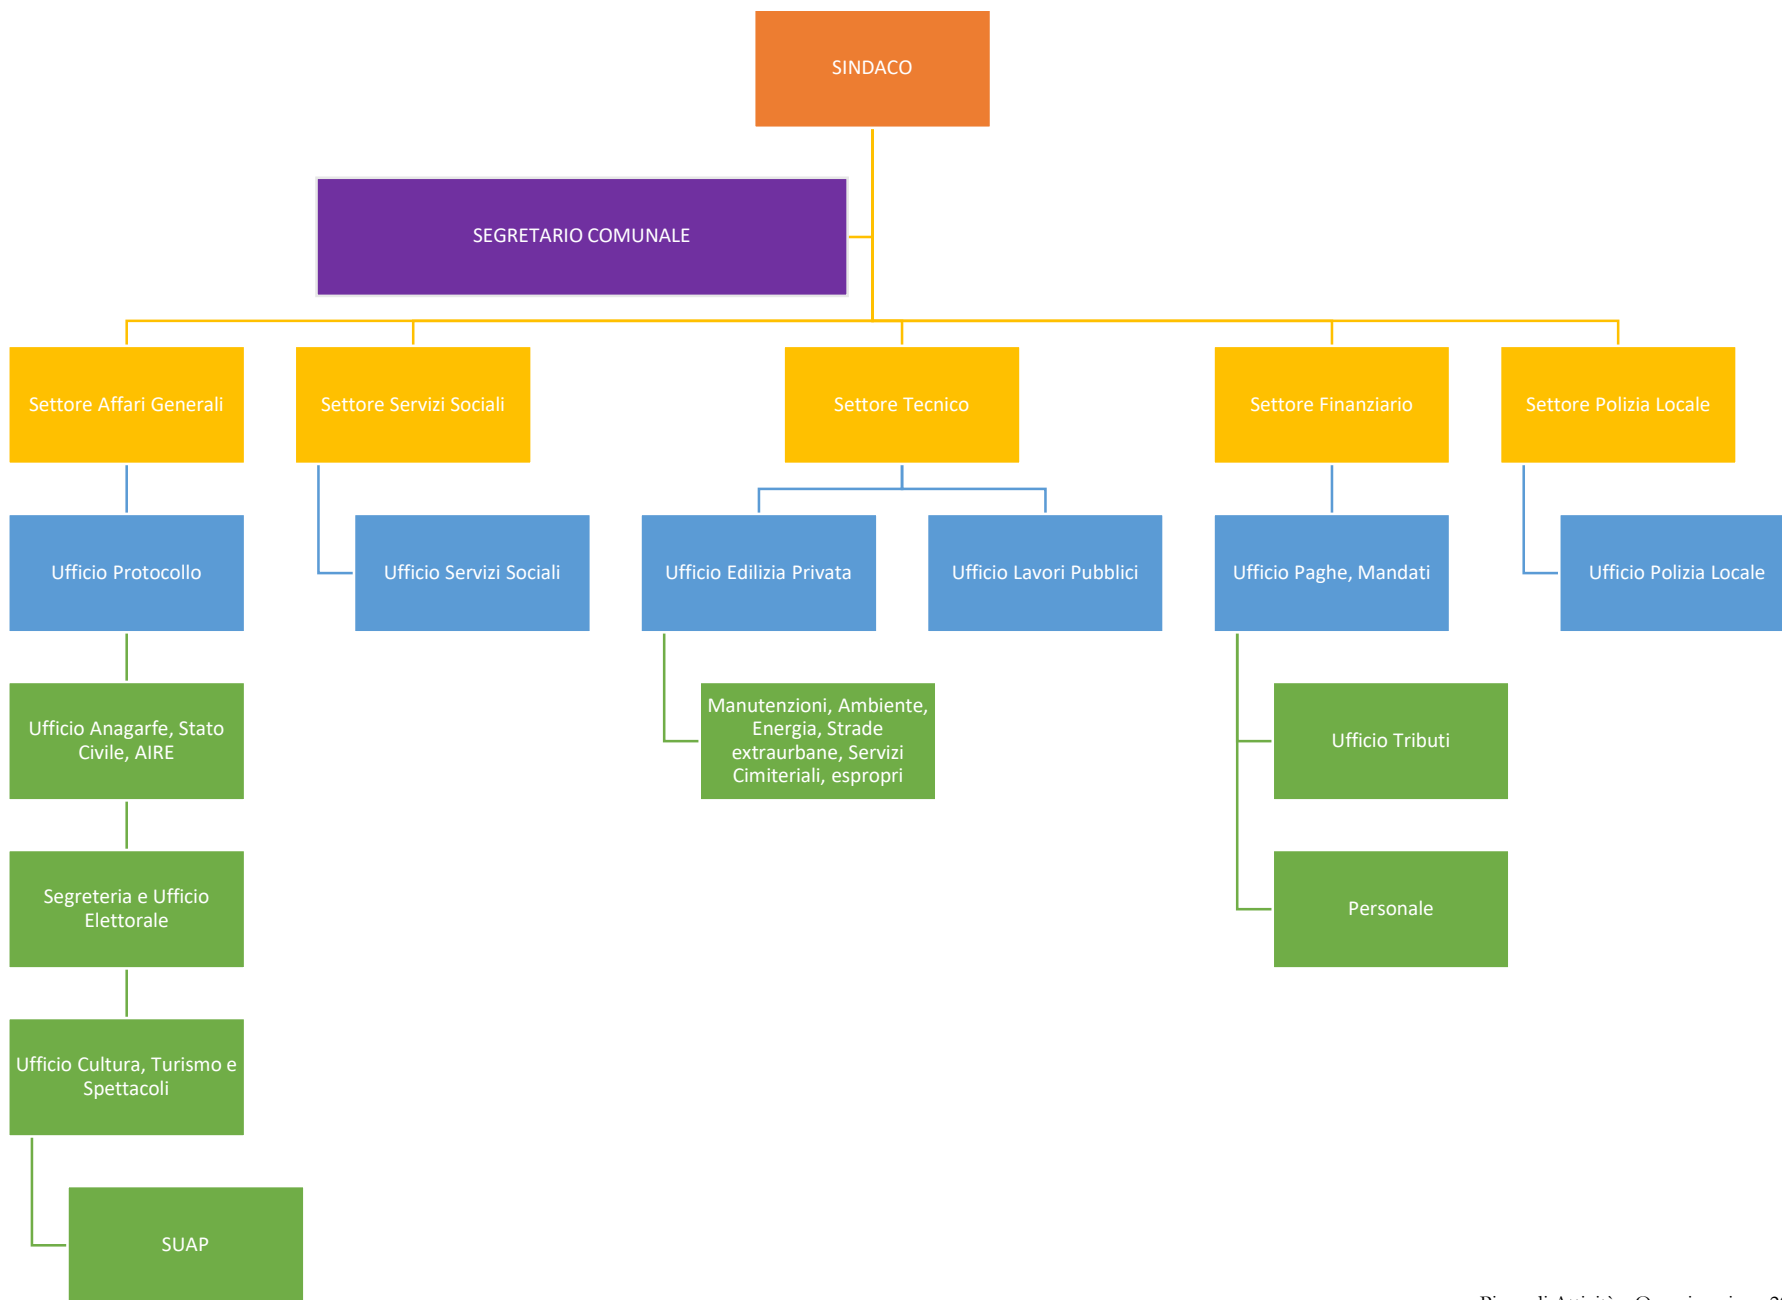 SINDACO
SEGRETARIO COMUNALE
Settore Affari Generali
Settore Servizi Sociali
Settore Tecnico
Settore Finanziario
Settore Polizia Locale
Ufficio Protocollo
Ufficio Servizi Sociali
Ufficio Edilizia Privata
Ufficio Lavori Pubblici
Ufficio Paghe, Mandati
Ufficio Polizia Locale
Ufficio Anagarfe, Stato
Civile, AIRE
Manutenzioni, Ambiente,
Energia, Strade
extraurbane, Servizi
Cimiteriali, espropri
Ufficio Tributi
Segreteria e Ufficio
Elettorale
Personale
Ufficio Cultura, Turismo e
Spettacoli
SUAP